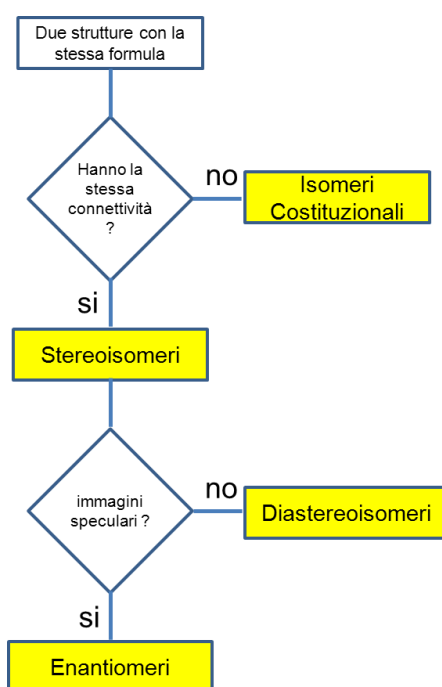 Due strutture con la
stessa formula
Hanno la
stessa
connettività
?
no
Isomeri
Costituzionali
si
Stereoisomeri
immagini
speculari ?
no
Diastereoisomeri
si
Enantiomeri